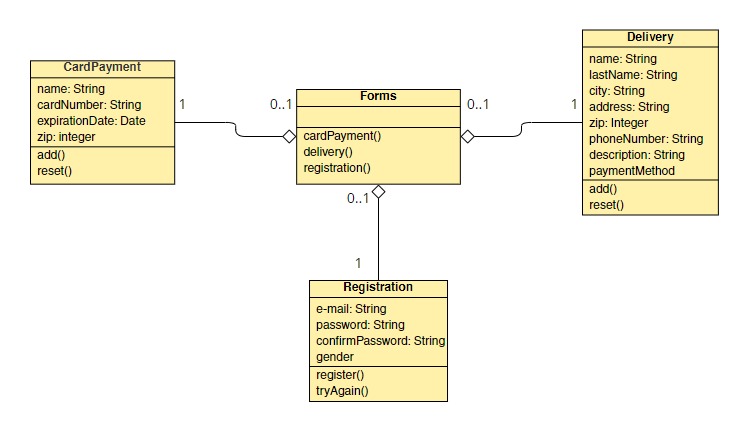 CardPayment
name: String
cardNumber: String
expirationDate: Date
zip: integer
add()
reset()
1
0..1
Forms
cardPayment()
delivery()
registration()
0..1
1
Delivery
name: String
lastName: String
city: String
address: String
zip: Integer
phoneNumber: String
description: String
paymentMethod
add()
reset()
0..1
1
Registration
e-mail: String
password: String
confirmPassword: String
gender
register()
tryAgain()